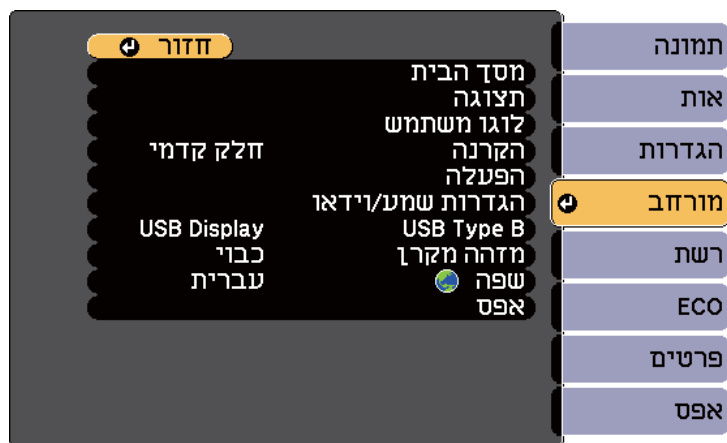 תמונה
אות
הגדרות
מורחב
רשת
ECO
פרטים
אפס
חזור
מסך הבית
תצוגה
לוגו משתמש
הקרנה חלק קדמי
הפעלה
הגדרות שמע/וידאו
USB Type B USB Display
מזהה מקרן כבוי
שפה עברית
אפס